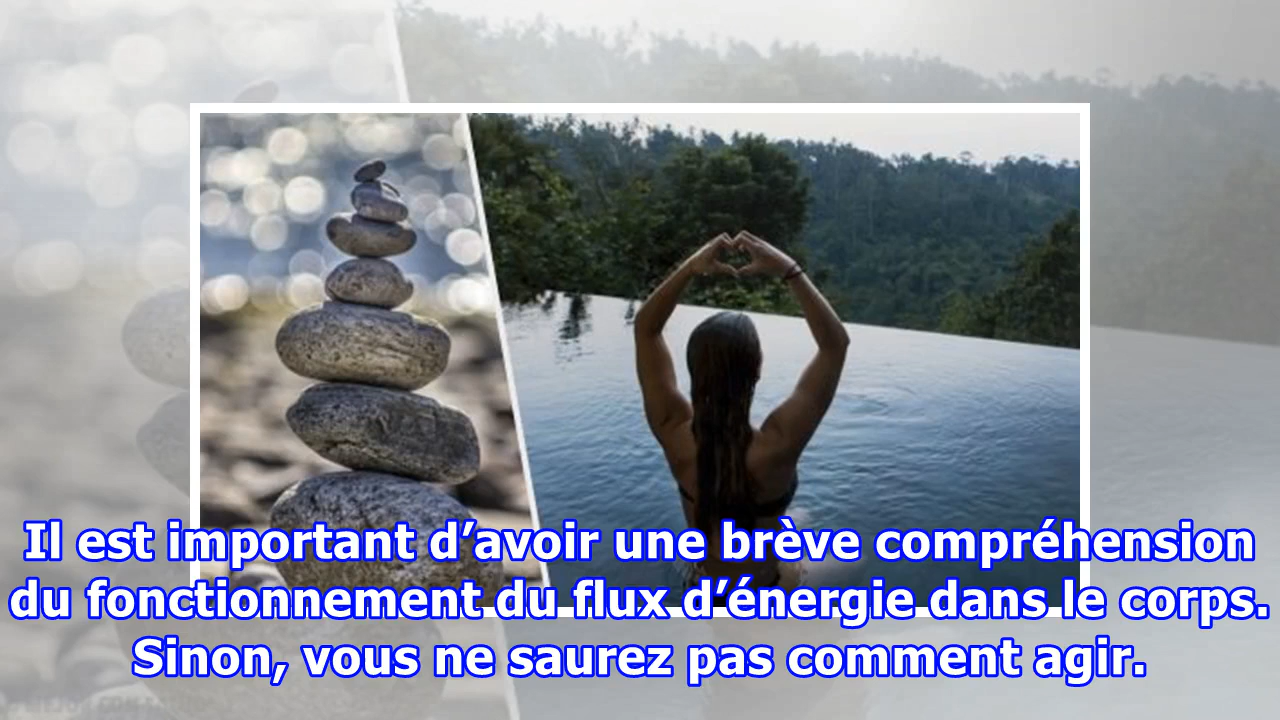 Il est important d’avoir une brève compréhension
du fonctionnement du flux d’énergie dans le corps.
Sinon, vous ne saurez pas comment agir.